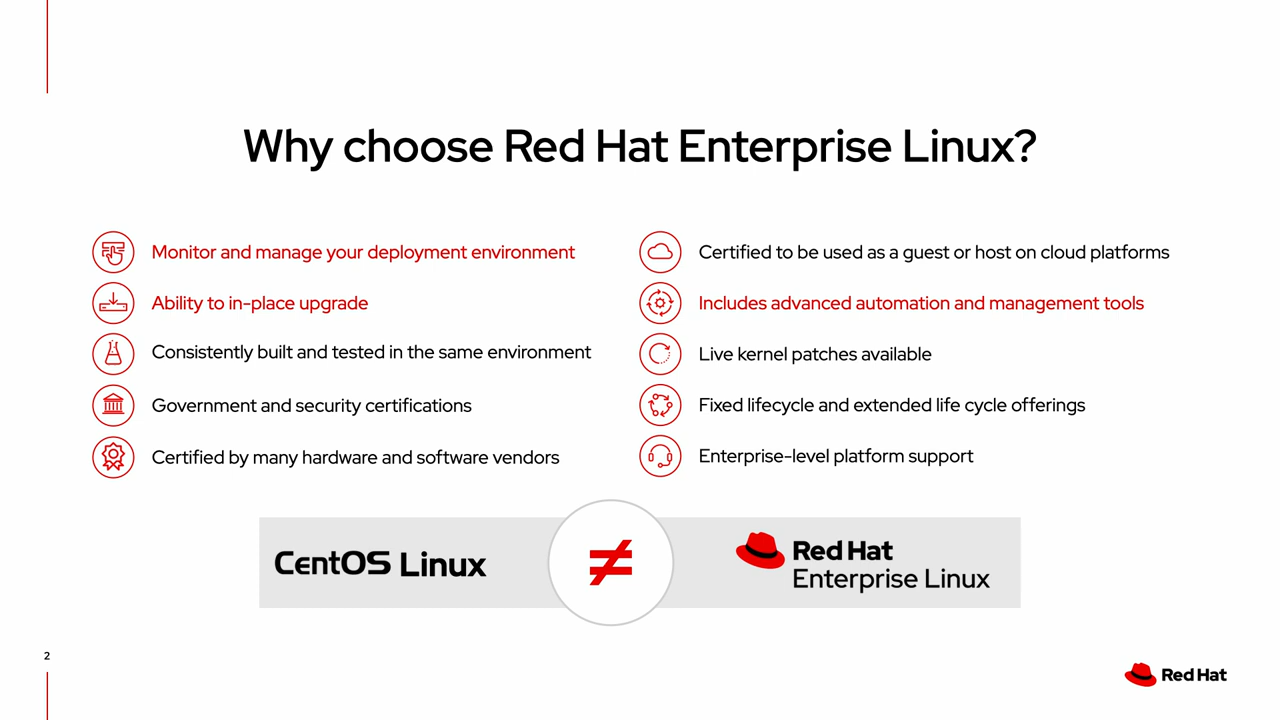 Why choose Red Hat Enterprise Linux?
Monitor and manage your deployment environment
Ability to in-place upgrade
Consistently built and tested in the same environment
Government and security certifications
Certified by many hardware and software vendors
Certified to be used as a guest or host on cloud platforms
Includes advanced automation and management tools
Live kernel patches available
Fixed lifecycle and extended life cycle offerings
Enterprise-level platform support
CentOS Linux
≠
Red Hat
Enterprise Linux
2
Red Hat